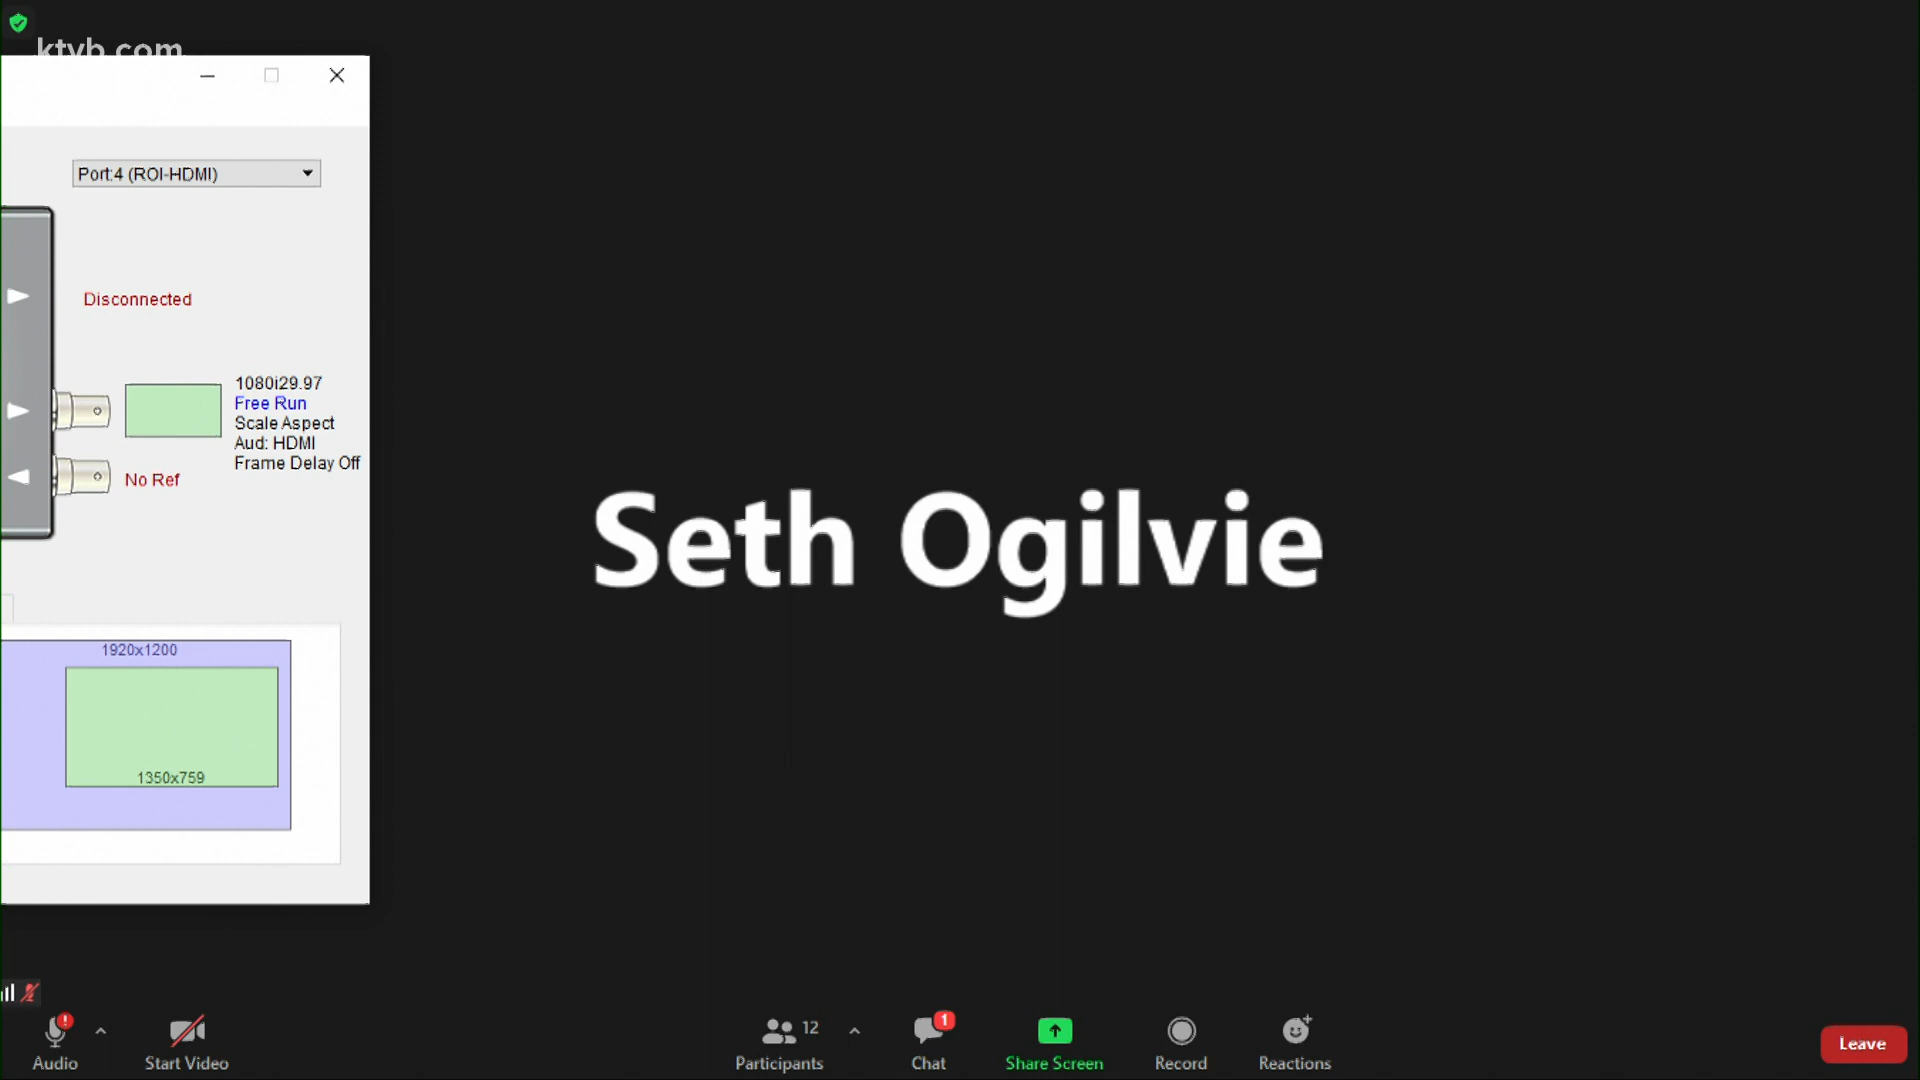 ktvb.com
Port:4 (ROI-HDMI)
Disconnected
1080i29.97
Free Run
Scale Aspect
Aud: HDMI
Frame Delay Off
No Ref
Seth Ogilvie
1920x1200
1350x759
Audio
Start Video
12
Participants
1
Chat
Share Screen
Record
Reactions
Leave